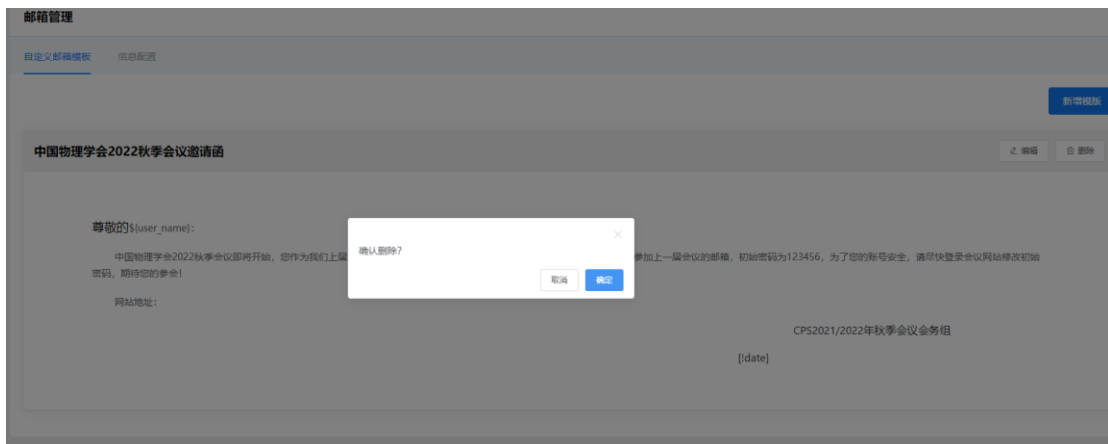 邮箱管理
自定义邮箱模板 信息配置
新增模版
中国物理学会2022秋季会议邀请函
编辑 删除
尊敬的${user_name}:
中国物理学会2022秋季会议即将开始，您作为我们上届
参加上一届会议的邮箱，初始密码为123456，为了您的账号安全，请尽快登录会议网站修改初始
密码，期待您的参会!
确认删除?
取消 确定
网站地址：
CPS2021/2022年秋季会议会务组
[!date]